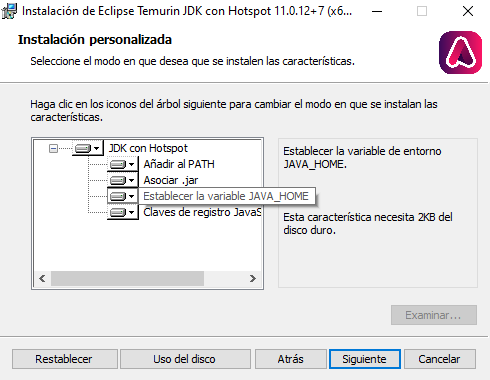 Instalación de Eclipse Temurin JDK con Hotspot 11.0.12+7 (x6...
Instalación personalizada
Seleccione el modo en que desea que se instalen las características.
Haga clic en los iconos del árbol siguiente para cambiar el modo en que se instalan las
características.
JDK con Hotspot
Añadir al PATH
Asociar .jar
Establecer la variable JAVA_HOME
Claves de registro JavaS
Establecer la variable de entorno
JAVA_HOME.
Esta característica necesita 2KB del
disco duro.
Examinar...
Restablecer
Uso del disco
Atrás
Siguiente
Cancelar